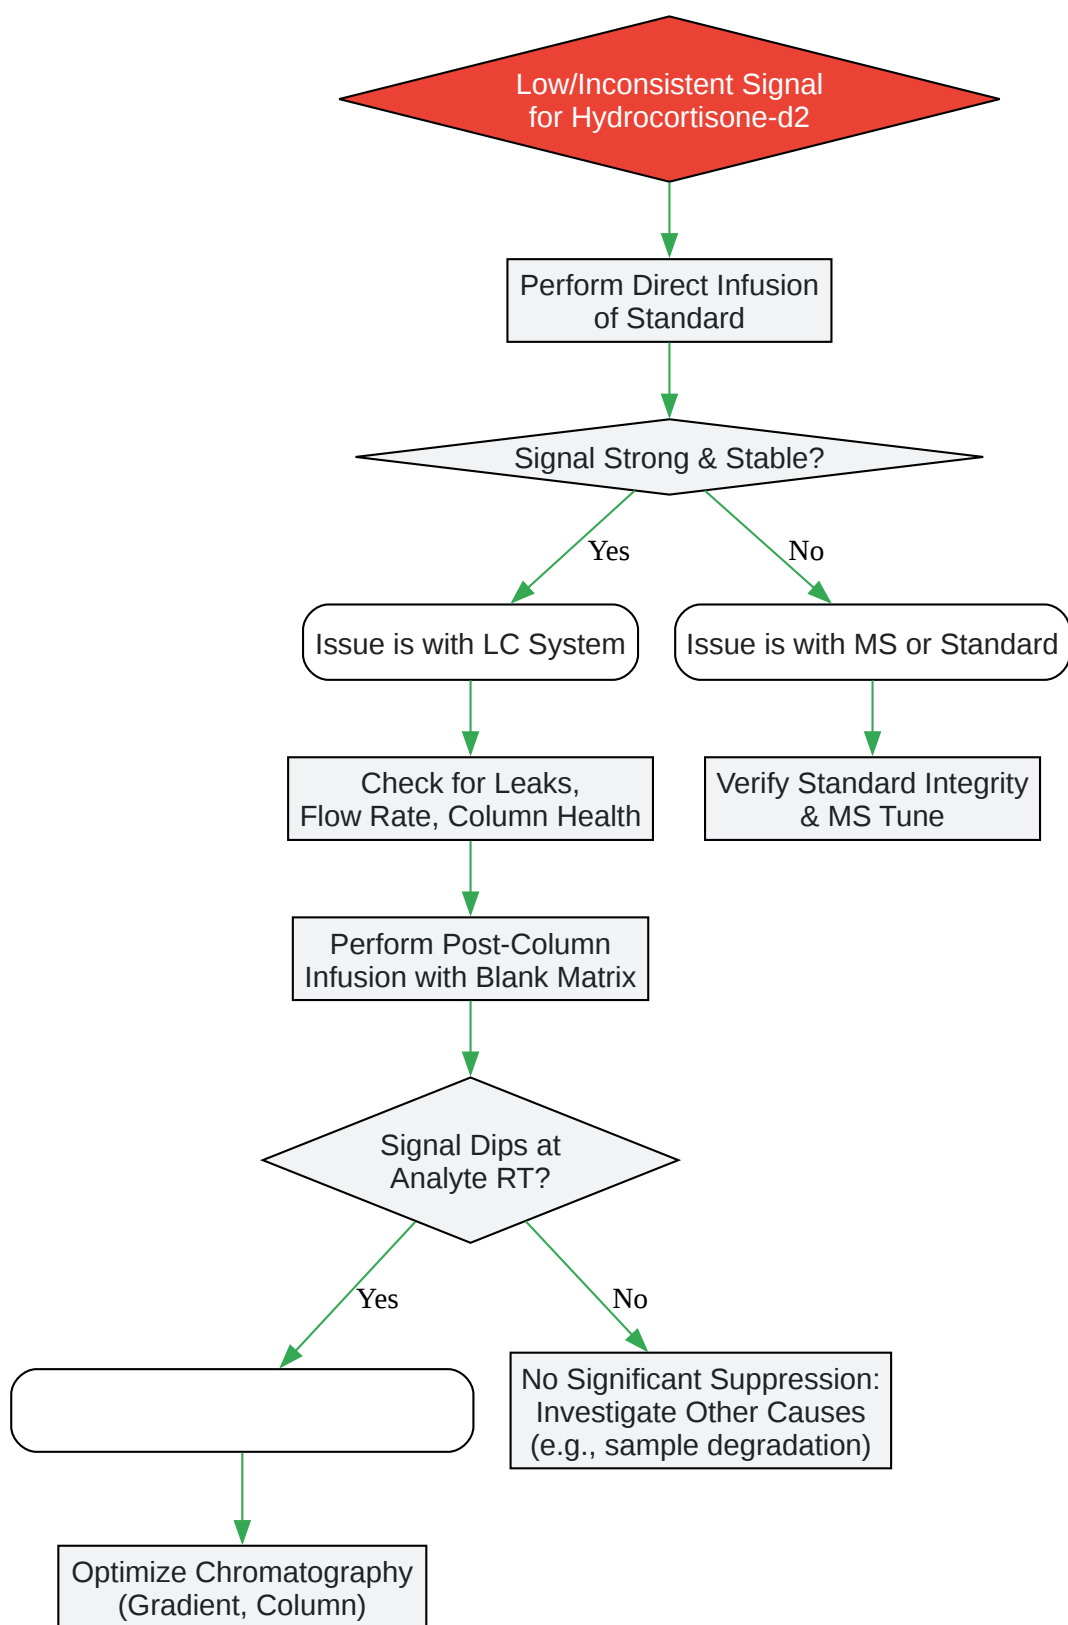 Low/Inconsistent Signal
for Hydrocortisone-d2
Perform Direct Infusion
of Standard
Signal Strong & Stable?
Yes
No
Issue is with LC System
Issue is with MS or Standard
Check for Leaks,
Flow Rate, Column Health
Verify Standard Integrity
& MS Tune
Perform Post-Column
Infusion with Blank Matrix
Signal Dips at
Analyte RT?
Yes
No
No Significant Suppression:
Investigate Other Causes
(e.g., sample degradation)
Optimize Chromatography
(Gradient, Column)